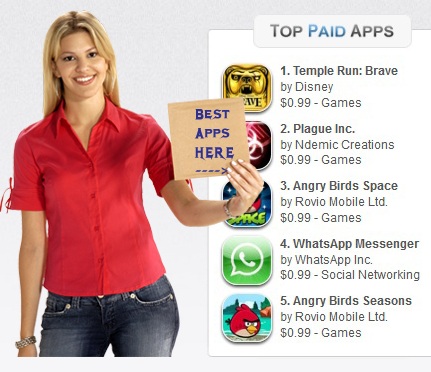 TOP PAID APPS
BEST
APPS
HERE
---->
1. Temple Run: Brave
by Disney
$0.99 - Games
2. Plague Inc.
by Ndemic Creations
$0.99 - Games
3. Angry Birds Space
by Rovio Mobile Ltd.
$0.99 - Games
4. WhatsApp Messenger
by WhatsApp Inc.
$0.99 - Social Networking
5. Angry Birds Seasons
by Rovio Mobile Ltd.
$0.99 - Games
SPACE